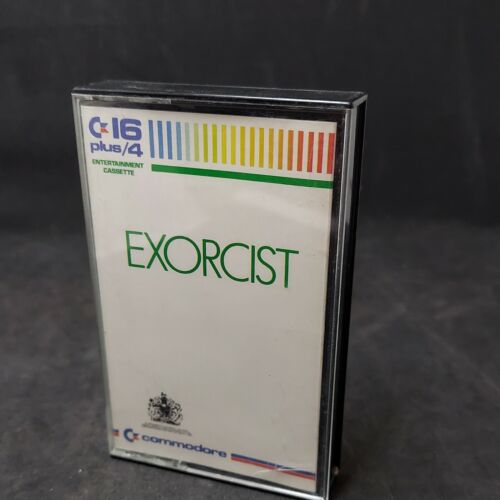 C16
plus/4
ENTERTAINMENT
CASSETTE
EXORCIST
commodore